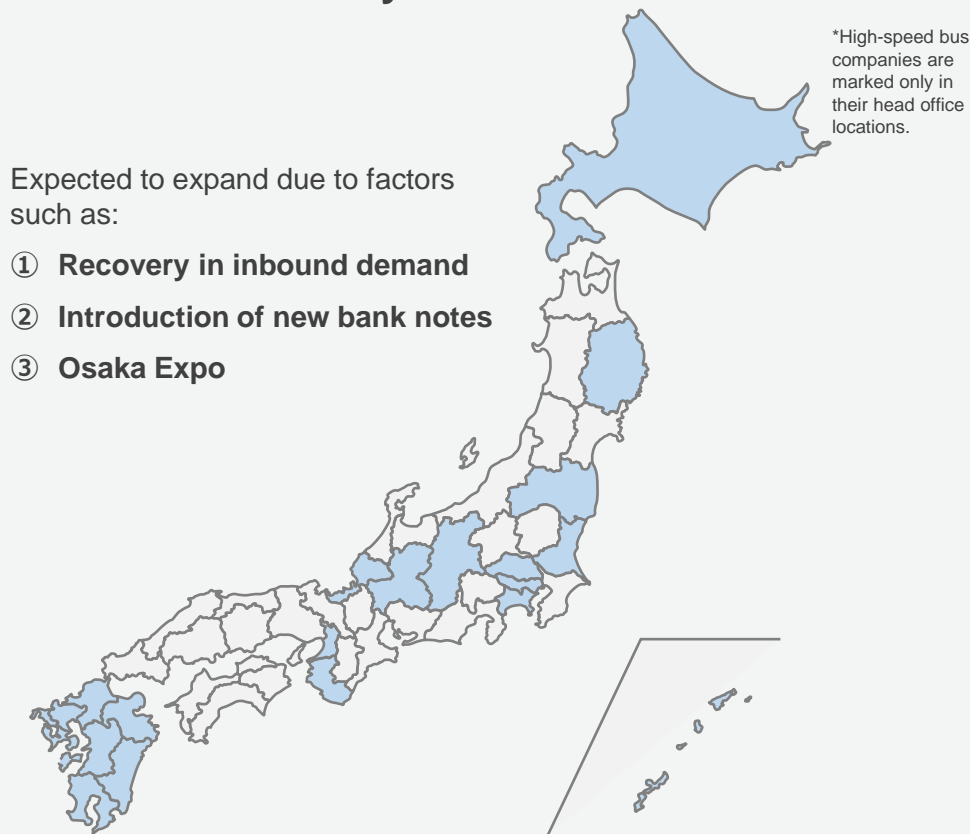 *High-speed bus
companies are
marked only in
their head office
locations.
Expected to expand due to factors
such as:
① Recovery in inbound demand
② Introduction of new bank notes
③ Osaka Expo